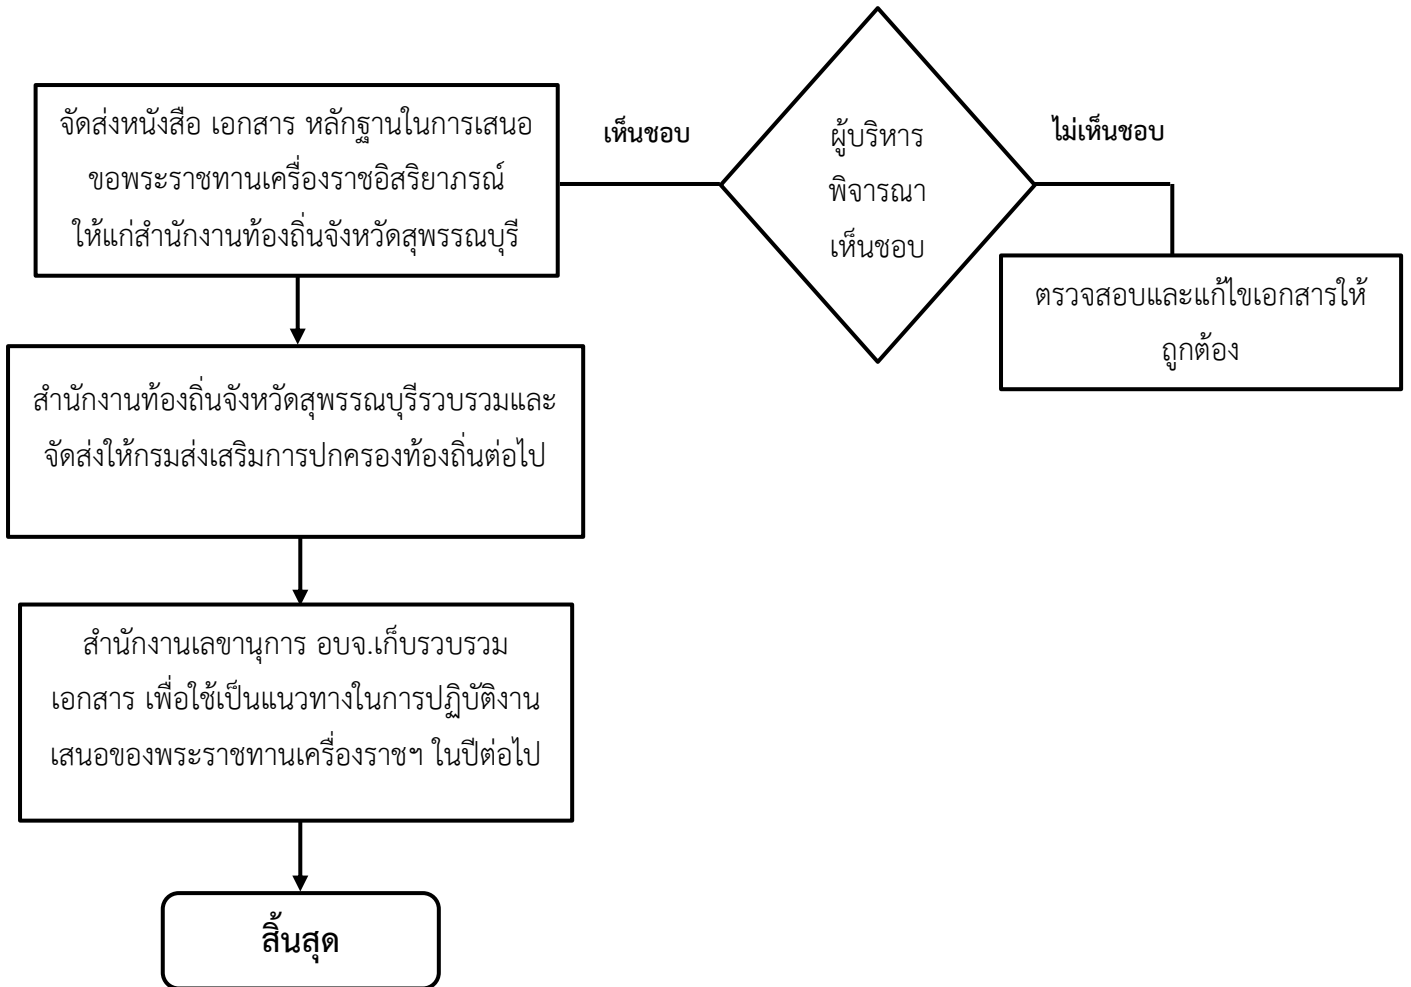 ผู้บริหาร
พิจารณา
เห็นชอบ
เห็นชอบ
ไม่เห็นชอบ
จัดส่งหนังสือ เอกสาร หลักฐานในการเสนอ
ขอพระราชทานเครื่องราชอิสริยาภรณ์
ให้แก่สำนักงานท้องถิ่นจังหวัดสุพรรณบุรี
ตรวจสอบและแก้ไขเอกสารให้
ถูกต้อง
สำนักงานท้องถิ่นจังหวัดสุพรรณบุรีรวบรวมและ
จัดส่งให้กรมส่งเสริมการปกครองท้องถิ่นต่อไป
สำนักงานเลขานุการ อบจ.เก็บรวบรวม
เอกสาร เพื่อใช้เป็นแนวทางในการปฏิบัติงาน
เสนอของพระราชทานเครื่องราชฯ ในปีต่อไป
สิ้นสุด